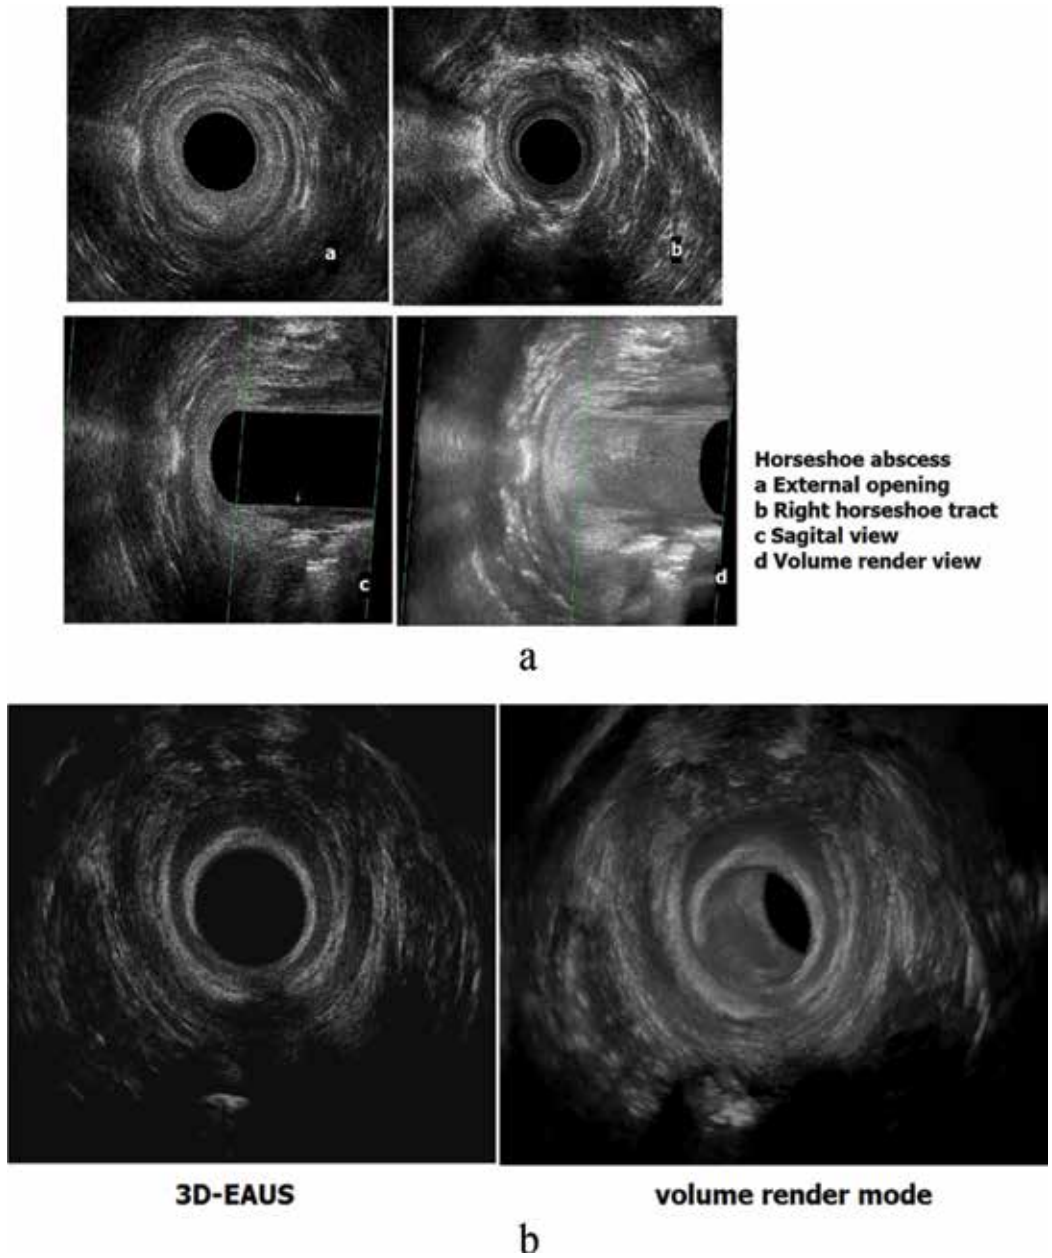 a
b
c
d
Horseshoe abscess
a External opening
b Right horseshoe tract
c Sagital view
d Volume render view
a
3D-EAUS
volume render mode
b